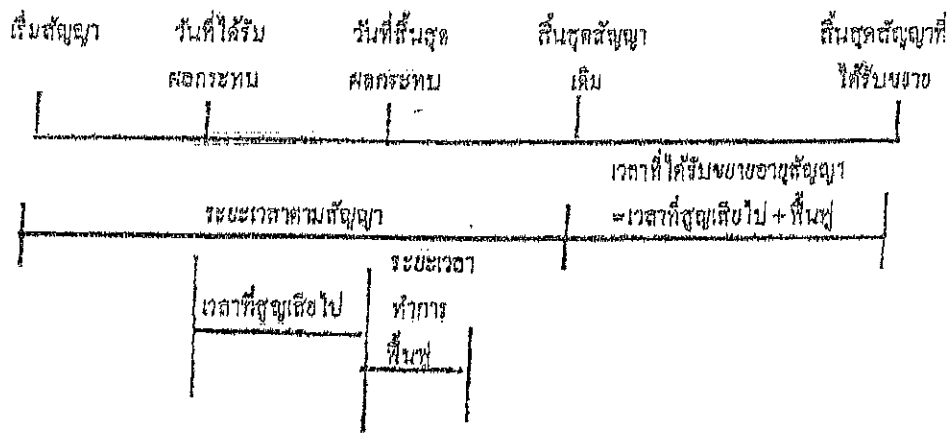 เริ่มสัญญา วันที่ได้รับ วันที่สิ้นสุด สิ้นสุดสัญญา สิ้นสุดสัญญาที่
ผลกระทบ ผลกระทบ เดิม ได้รับขยาย
เวลาที่ได้รับขยายอายุสัญญา
ระยะเวลาตามสัญญา =เวลาที่สูญเสียไป + ฟื้นฟู
ระยะเวลา
เวลาที่สูญเสียไป ทำการ
ฟื้นฟู